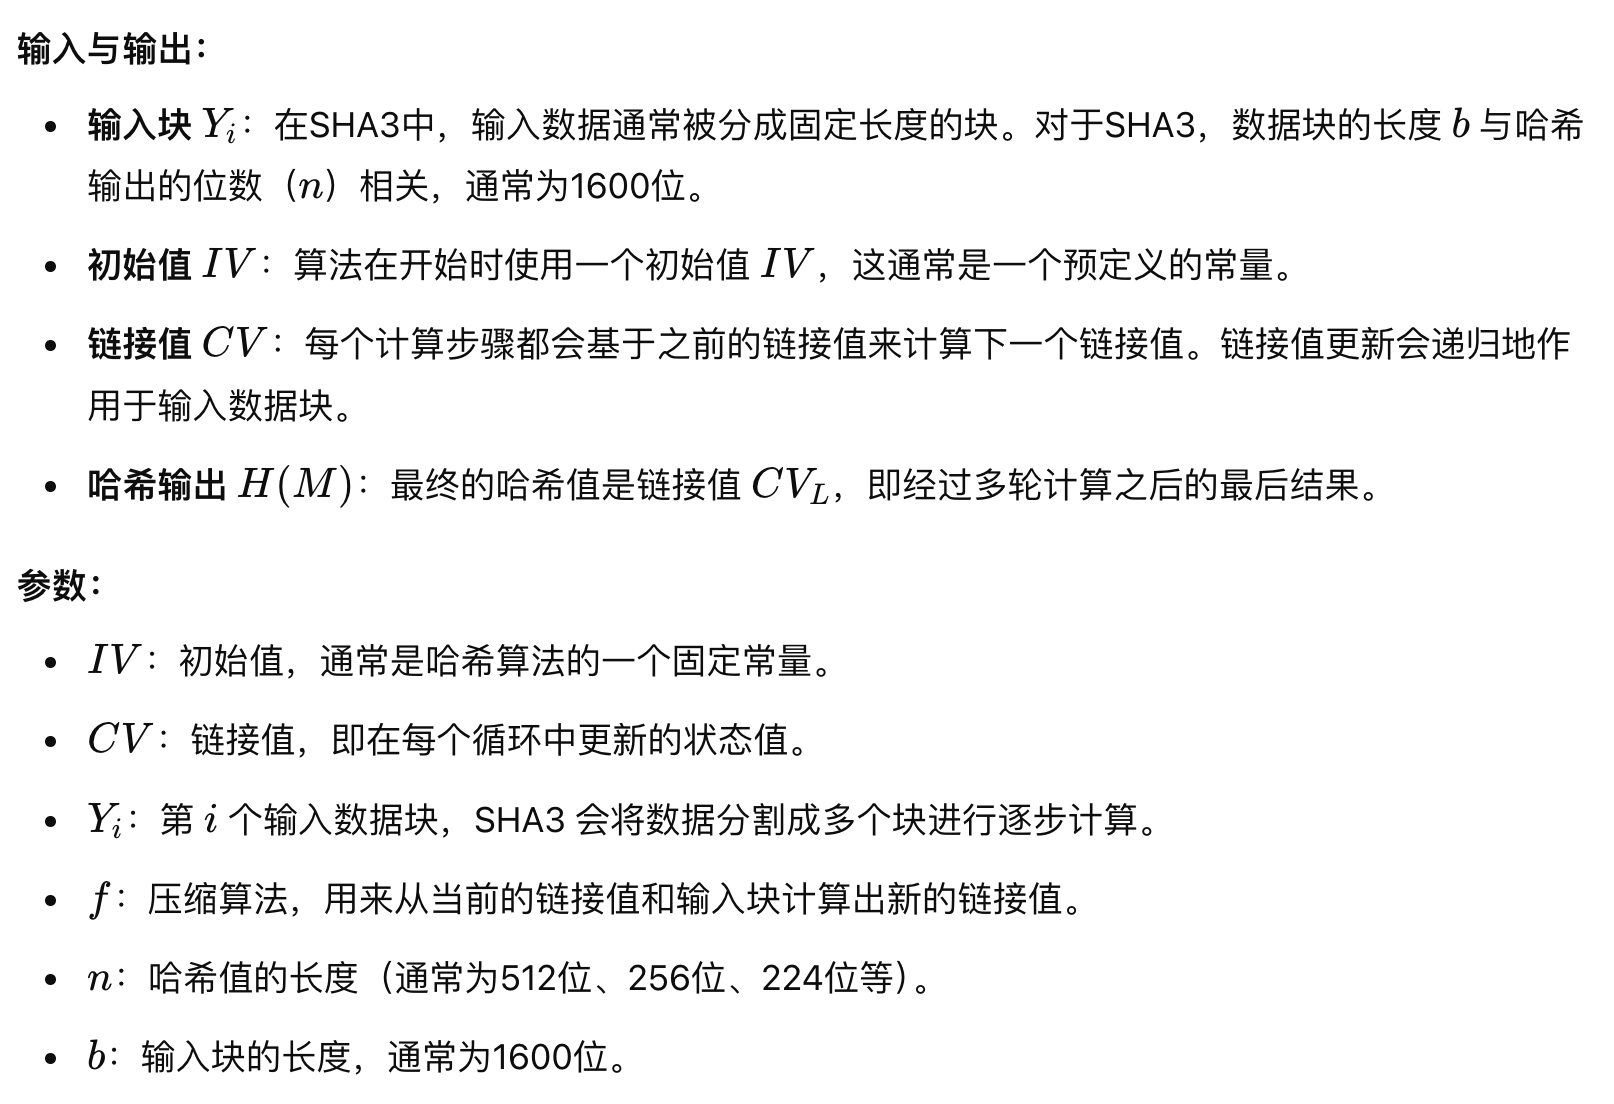 输入与输出：
• 输入块 Y_i：在SHA3中，输入数据通常被分成固定长度的块。对于SHA3，数据块的长度 b 与哈希
输出的位数（n）相关，通常为1600位。
• 初始值 IV：算法在开始时使用一个初始值 IV，这通常是一个预定义的常量。
• 链接值 CV：每个计算步骤都会基于之前的链接值来计算下一个链接值。链接值更新会递归地作
用于输入数据块。
• 哈希输出 H(M)：最终的哈希值是链接值 CV_L，即经过多轮计算之后的最后结果。
参数：
• IV：初始值，通常是哈希算法的一个固定常量。
• CV：链接值，即在每个循环中更新的状态值。
• Y_i：第 i 个输入数据块，SHA3 会将数据分割成多个块进行逐步计算。
• f：压缩算法，用来从当前的链接值和输入块计算出新的链接值。
• n：哈希值的长度（通常为512位、256位、224位等）。
• b：输入块的长度，通常为1600位。